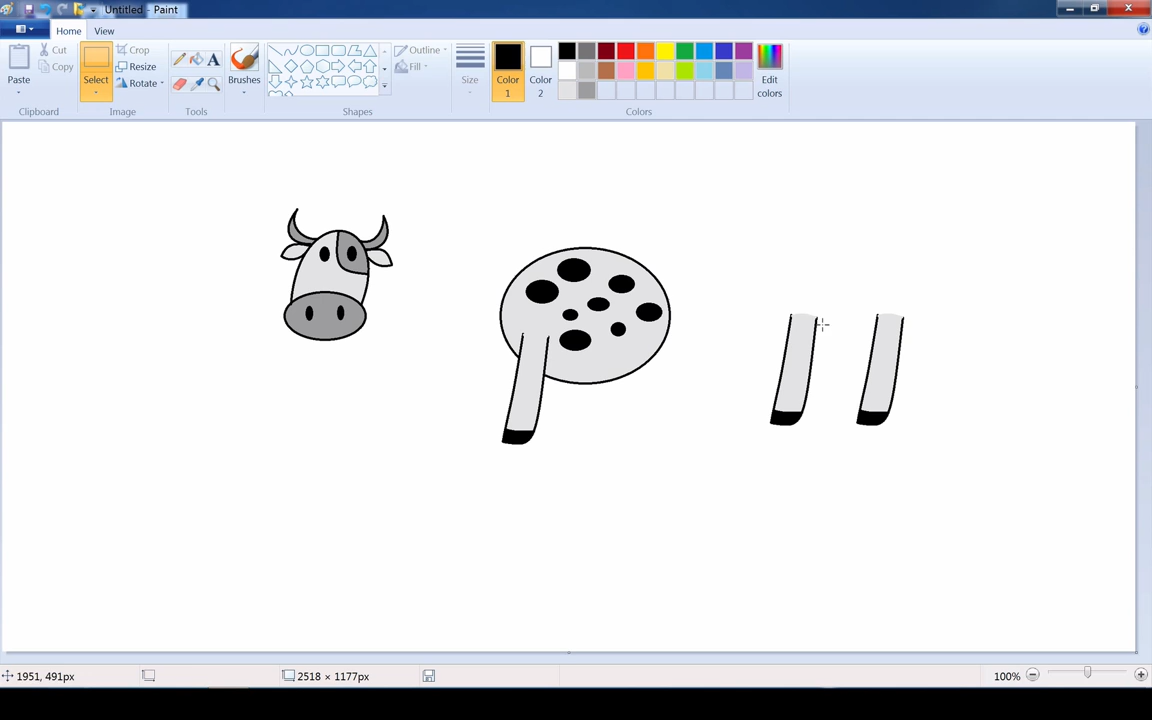 Untitled - Paint
Home View
Paste
Cut
Copy
Clipboard
Select
Crop
Resize
Rotate
Image
Tools
Brushes
Shapes
Outline
Fill
Size
Color 1
Color 2
Edit colors
Colors
1951, 491px
2518 × 1177px
100%